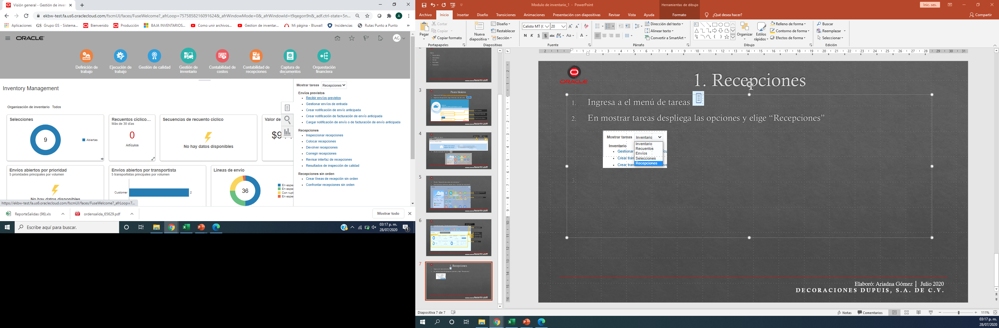 Visión general - Gestión de inven
ekbw-test.fa.us6.oraclecloud.com/fscmUI/faces/FuseWelcome?_afrLoop=7575858216091624&_afrWindowMode=0&_afrWindowId=t9qegon9n&_adf.ctrl-state=5n...
Aplicaciones
GS Grupo GS - Sistema...
Bienvenido
Producción
BAJA INVENTARIOS...
Como unir archivos...
Gestion de inventar...
Mi página - Bluwall
Incidencias
Rutas Punto a Punto
»
ORACLE
AG
Definición de trabajo
Ejecución de trabajo
Gestión de calidad
Gestión de inventario
Contabilidad de costos
Contabilidad de recepciones
Captura de documentos
Orquestación financiera
Inventory Management
Organización de inventario Todos
Selecciones
9
Abiertas
Recuentos cíclico...
Más de 30 días
0
Artículos
Secuencias de recuento cíclico
No hay datos disponibles
Valor de
Envíos abiertos por prioridad
5 prioridades principales por volumen
No hay datos disponibles
Envíos abiertos por transportista
5 transportistas principales por volumen
Customer
2
Líneas de envío
36
En espe
En espe
Con rupt
En espe
Mostrar tareas Recepciones
Envíos previstos
Recibir envíos previstos
Gestionar envíos de entrada
Crear notificación de envío anticipada
Crear notificación de facturación de envío anticipada
Cargar notificación de envío o de facturación de envío anticipada
Recepciones
Inspeccionar recepciones
Colocar recepciones
Devolver recepciones
Corregir recepciones
Revisar interfaz de recepciones
Resultados de inspección de calidad
Recepciones sin orden
Crear líneas de recepción sin orden
Confrontar recepciones sin orden
https://ekbw-test.fa.us6.oraclecloud.com/fscmUI/faces/FuseWelcome?_afrLoop=7...
ReporteSalidas (96).xls
ordensalida_65629.pdf
Mostrar todo
Escribe aquí para buscar.
03:17 p. m.
28/07/2020
Modulo de inventario_1 - PowerPoint
Herramientas de dibujo
Inic. ses.
Archivo
Inicio
Insertar
Diseño
Transiciones
Animaciones
Presentación con diapositivas
Revisar
Vista
Ayuda
Formato
¿Qué desea hacer?
Compartir
Pegar
Cortar
Copiar
Copiar formato
Portapapeles
Nueva diapositiva
Diseño
Restablecer
Sección
Diapositivas
Calisto MT (
20
N K S S abc AV Aa A
Fuente
Dirección del texto
Alinear texto
Convertir a SmartArt
Párrafo
Organizar
Estilos rápidos
Relleno de forma
Contorno de forma
Efectos de forma
Dibujo
Buscar
Reemplazar
Seleccionar
Edición
3
Pasos básicos
4
5
6
7
1. Recepciones
ORACLE
1. Recepciones
1. Ingresa a el menú de tareas
2. En mostrar tareas despliega las opciones y elige “Recepciones”
Mostrar tareas Inventario
Inventario
Inventario
Recuentos
Envíos
Selecciones
Recepciones
Gestionar
Crear tran
Crear tran
3.
Elaboró: Ariadna Gómez | Julio 2020
DECORACIONES DUPUIS, S.A. DE C.V.
Diapositiva 7 de 7
Notas
Comentarios
111%
03:17 p. m.
28/07/2020